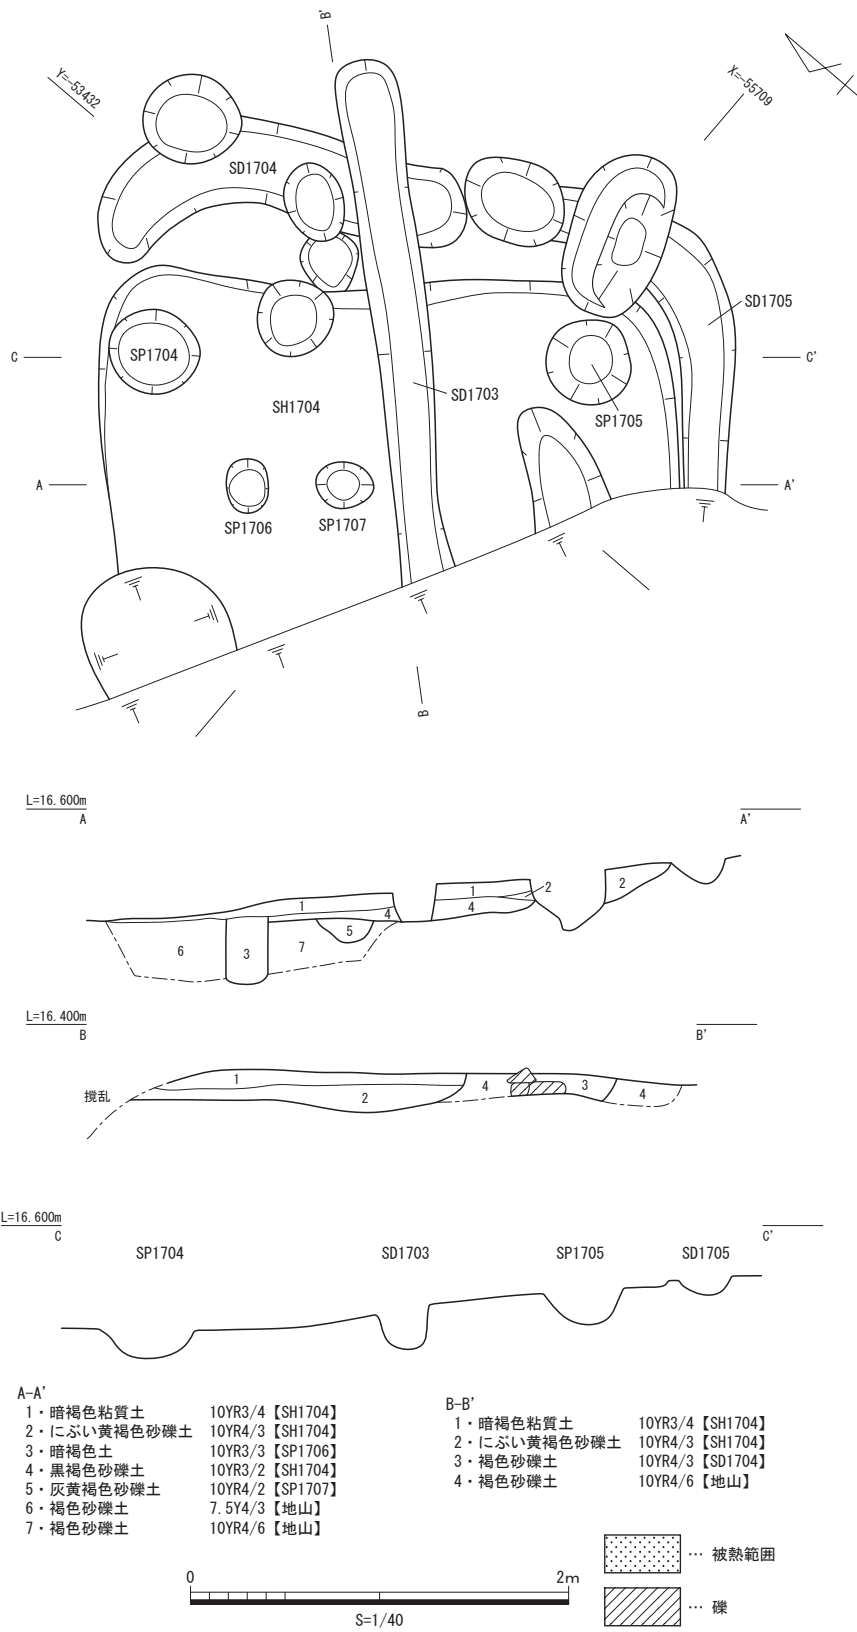 B'
Y=-53432
X=-55709
SD1704
SD1705
SP1704
C
C'
SH1704
SD1703
SP1705
A
A'
SP1706
SP1707
B
L=16.600m
A
A'
1
2
1
2
4
4
5
6
3
7
L=16.400m
B
B'
1
4
3
撹乱
2
4
L=16.600m
C
C'
SP1704
SD1703
SP1705
SD1705
A-A'
1・暗褐色粘質土 10YR3/4【SH1704】
2・にぶい黄褐色砂礫土 10YR4/3【SH1704】
3・暗褐色土 10YR3/3【SP1706】
4・黒褐色砂礫土 10YR3/2【SH1704】
5・灰黄褐色砂礫土 10YR4/2【SP1707】
6・褐色砂礫土 7.5Y4/3【地山】
7・褐色砂礫土 10YR4/6【地山】
B-B'
1・暗褐色粘質土 10YR3/4【SH1704】
2・にぶい黄褐色砂礫土 10YR4/3【SH1704】
3・褐色砂礫土 10YR4/3【SD1704】
4・褐色砂礫土 10YR4/6【地山】
… 被熱範囲
… 礫
0 2m
S=1/40